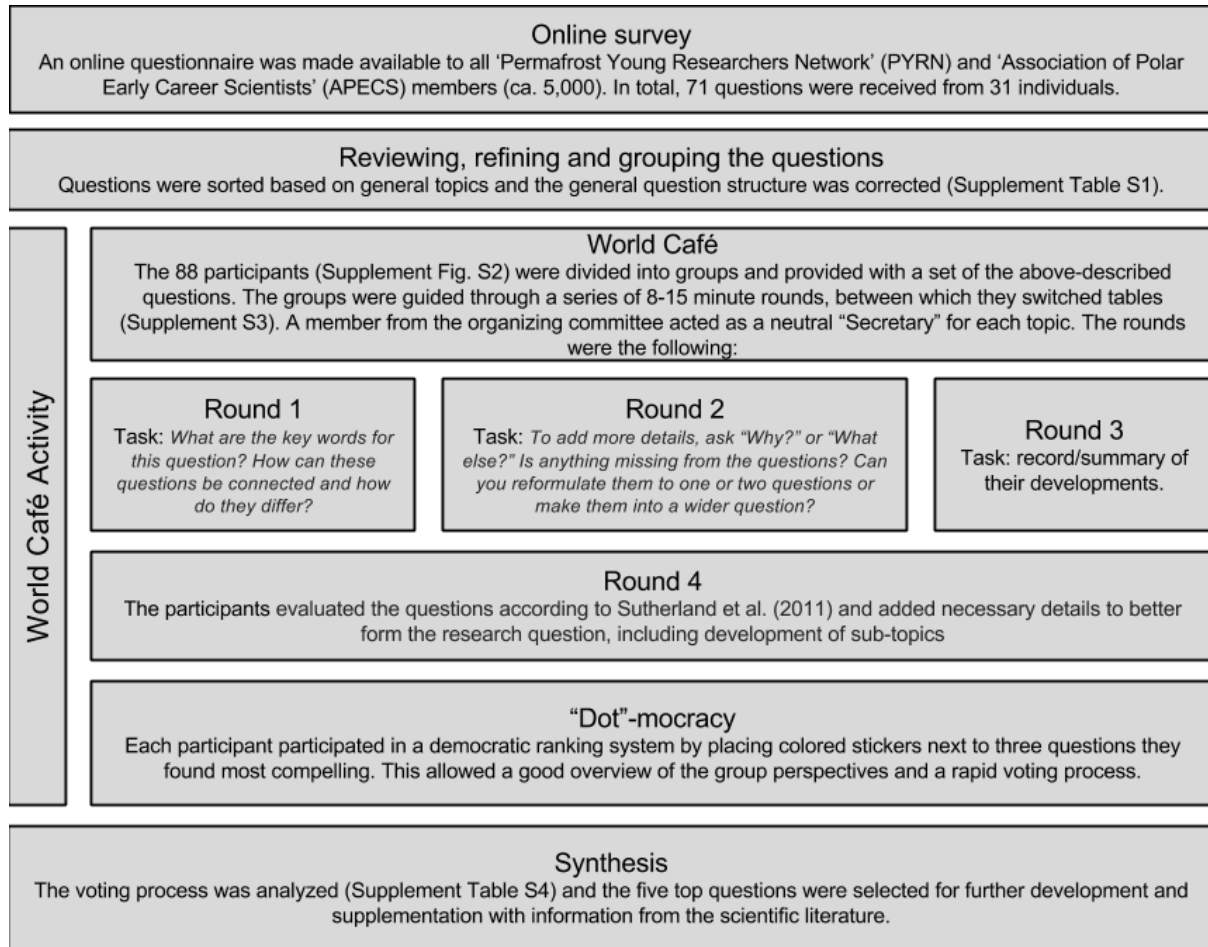 Online survey
An online questionnaire was made available to all ‘Permafrost Young Researchers Network’ (PYRN) and ‘Association of Polar
Early Career Scientists’ (APECS) members (ca. 5,000). In total, 71 questions were received from 31 individuals.
Reviewing, refining and grouping the questions
Questions were sorted based on general topics and the general question structure was corrected (Supplement Table S1).
World Café Activity
World Café
The 88 participants (Supplement Fig. S2) were divided into groups and provided with a set of the above-described
questions. The groups were guided through a series of 8-15 minute rounds, between which they switched tables
(Supplement S3). A member from the organizing committee acted as a neutral “Secretary” for each topic. The rounds
were the following:
Round 1
Task: What are the key words for
this question? How can these
questions be connected and how
do they differ?
Round 2
Task: To add more details, ask “Why?” or “What
else?” Is anything missing from the questions? Can
you reformulate them to one or two questions or
make them into a wider question?
Round 3
Task: record/summary of
their developments.
Round 4
The participants evaluated the questions according to Sutherland et al. (2011) and added necessary details to better
form the research question, including development of sub-topics
“Dot”-mocracy
Each participant participated in a democratic ranking system by placing colored stickers next to three questions they
found most compelling. This allowed a good overview of the group perspectives and a rapid voting process.
Synthesis
The voting process was analyzed (Supplement Table S4) and the five top questions were selected for further development and
supplementation with information from the scientific literature.